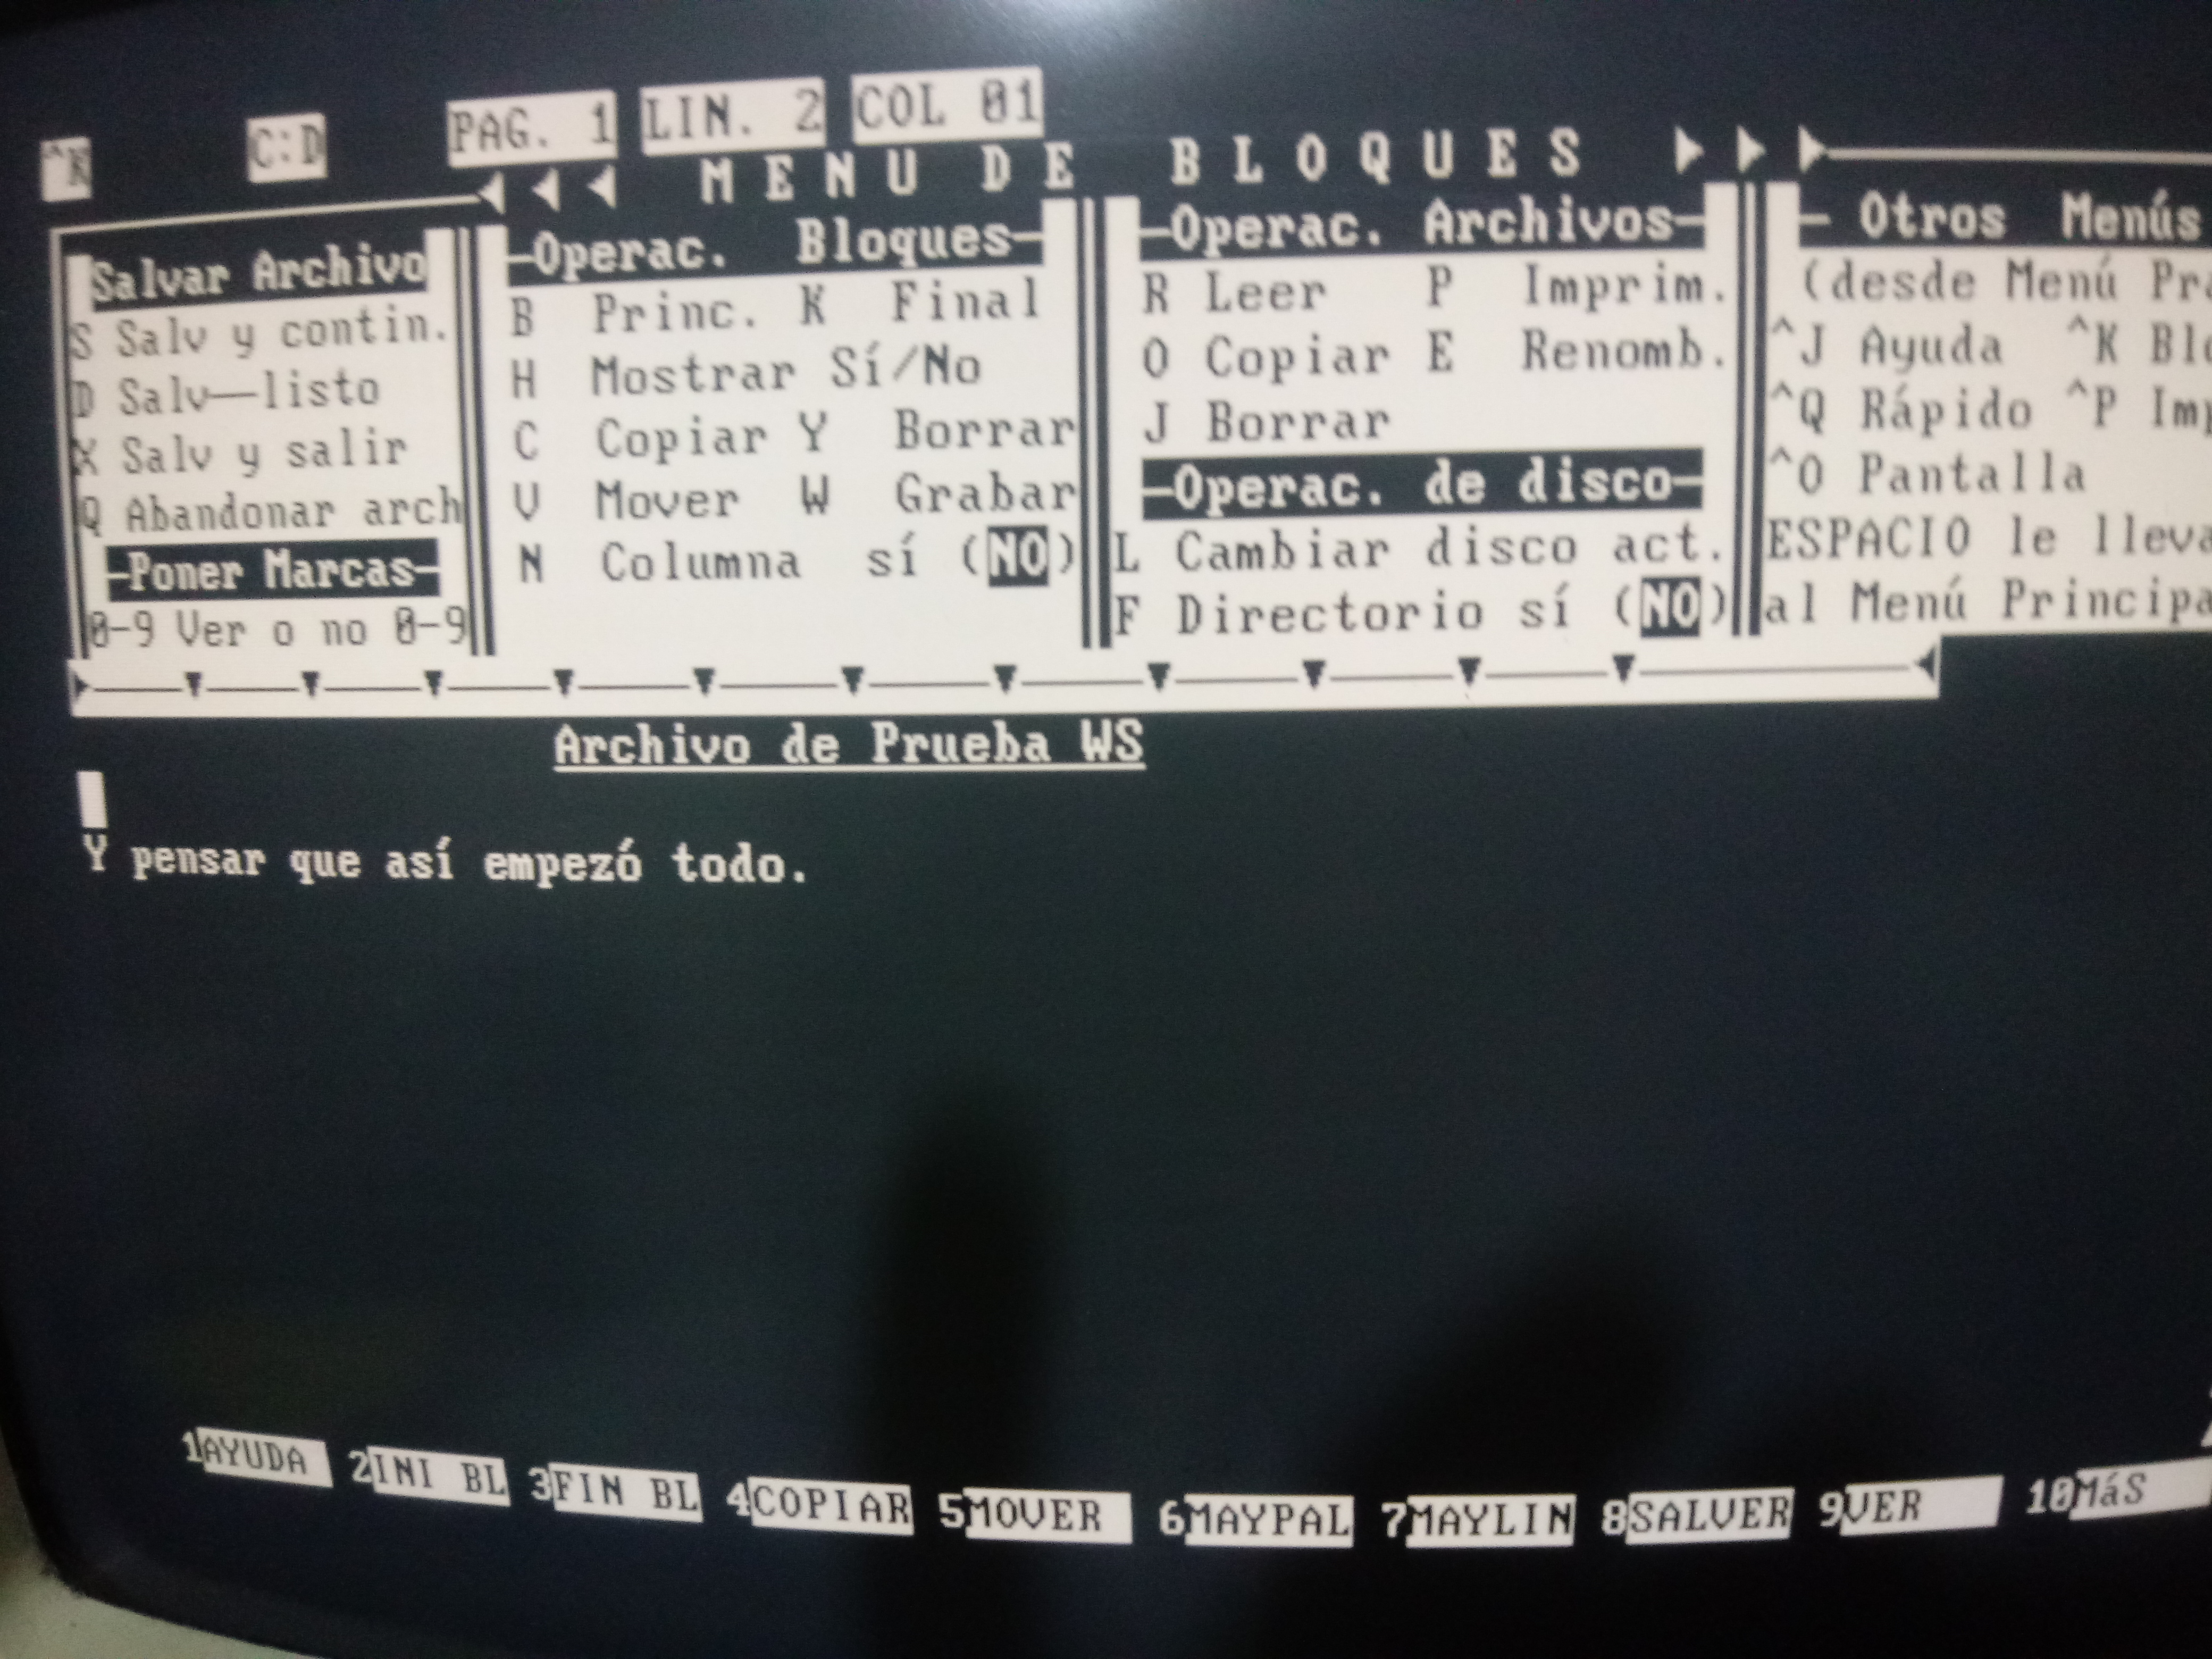 ^K C:D PAG. 1 LIN. 2 COL 01
MENU DE BLOQUES
Salvar Archivo
S Salv y contin.
D Salv—listo
X Salv y salir
Q Abandonar arch
Poner Marcas
0-9 Ver o no 0-9
Operac. Bloques
B Princ. K Final
H Mostrar Sí/No
C Copiar Y Borrar
V Mover W Grabar
N Columna sí (NO)
Operac. Archivos
R Leer P Imprim.
O Copiar E Renomb.
J Borrar
Operac. de disco
L Cambiar disco act.
F Directorio sí (NO)
Otros Menús
(desde Menú
^J Ayuda ^K
^Q Rápido ^P
^O Pantalla
ESPACIO le lleva
al Menú
Archivo de Prueba WS
Y pensar que así empezó todo.
1AYUDA 2INI BL 3FIN BL 4COPIAR 5MOVER 6MAYPAL 7MAYLIN 8SALVER 9VER 10MáS